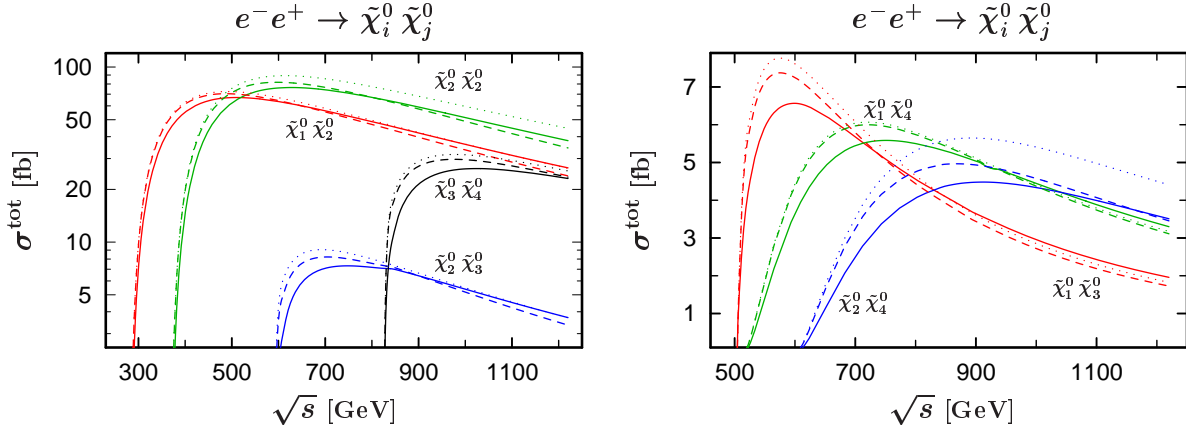 e⁻e⁺ → χ̃⁰ᵢ χ̃⁰ⱼ
σᵗᵒᵗ [fb]
100
50
20
10
5
χ̃⁰₂ χ̃⁰₂
χ̃⁰₁ χ̃⁰₂
χ̃⁰₃ χ̃⁰₄
χ̃⁰₂ χ̃⁰₃
300 500 700 900 1100
√s [GeV]
e⁻e⁺ → χ̃⁰ᵢ χ̃⁰ⱼ
σᵗᵒᵗ [fb]
7
5
3
1
χ̃⁰₁ χ̃⁰₄
χ̃⁰₂ χ̃⁰₄
χ̃⁰₁ χ̃⁰₃
500 700 900 1100
√s [GeV]